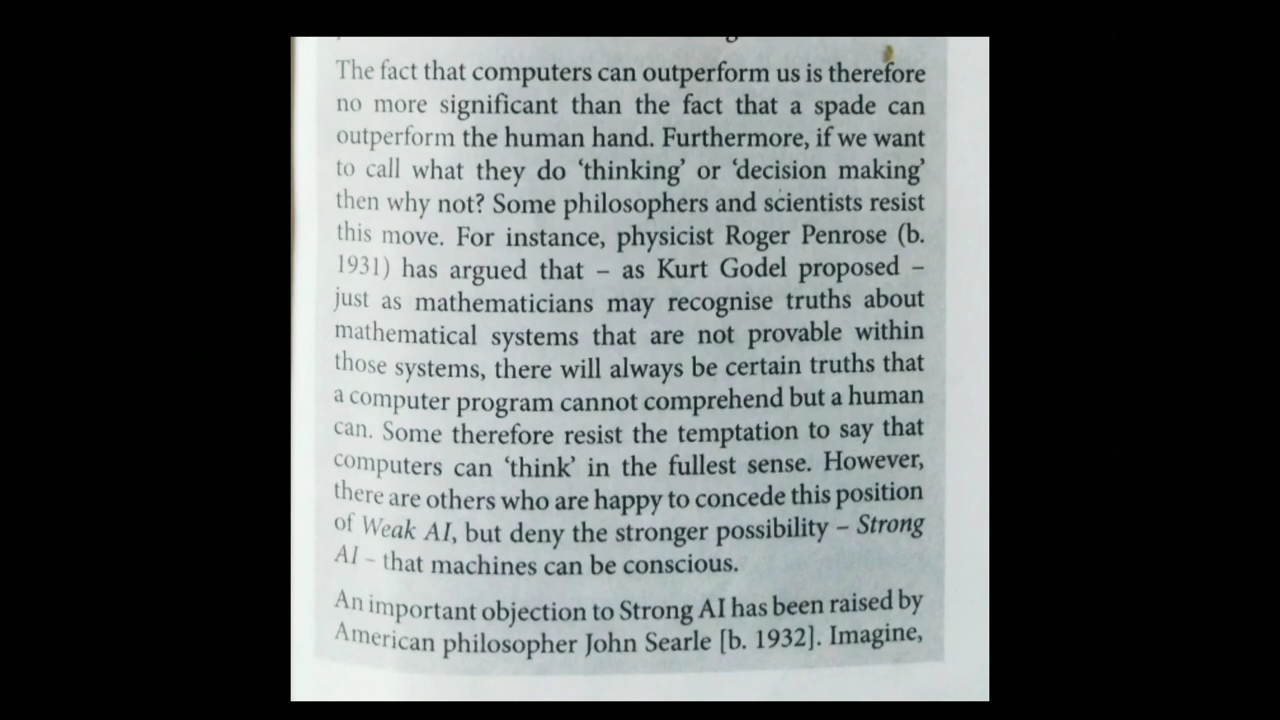 The fact that computers can outperform us is therefore
no more significant than the fact that a spade can
outperform the human hand. Furthermore, if we want
to call what they do ‘thinking’ or ‘decision making’
then why not? Some philosophers and scientists resist
this move. For instance, physicist Roger Penrose (b.
1931) has argued that – as Kurt Godel proposed –
just as mathematicians may recognise truths about
mathematical systems that are not provable within
those systems, there will always be certain truths that
a computer program cannot comprehend but a human
can. Some therefore resist the temptation to say that
computers can ‘think’ in the fullest sense. However,
there are others who are happy to concede this position
of Weak AI, but deny the stronger possibility – Strong
AI – that machines can be conscious.
An important objection to Strong AI has been raised by
American philosopher John Searle [b. 1932]. Imagine,